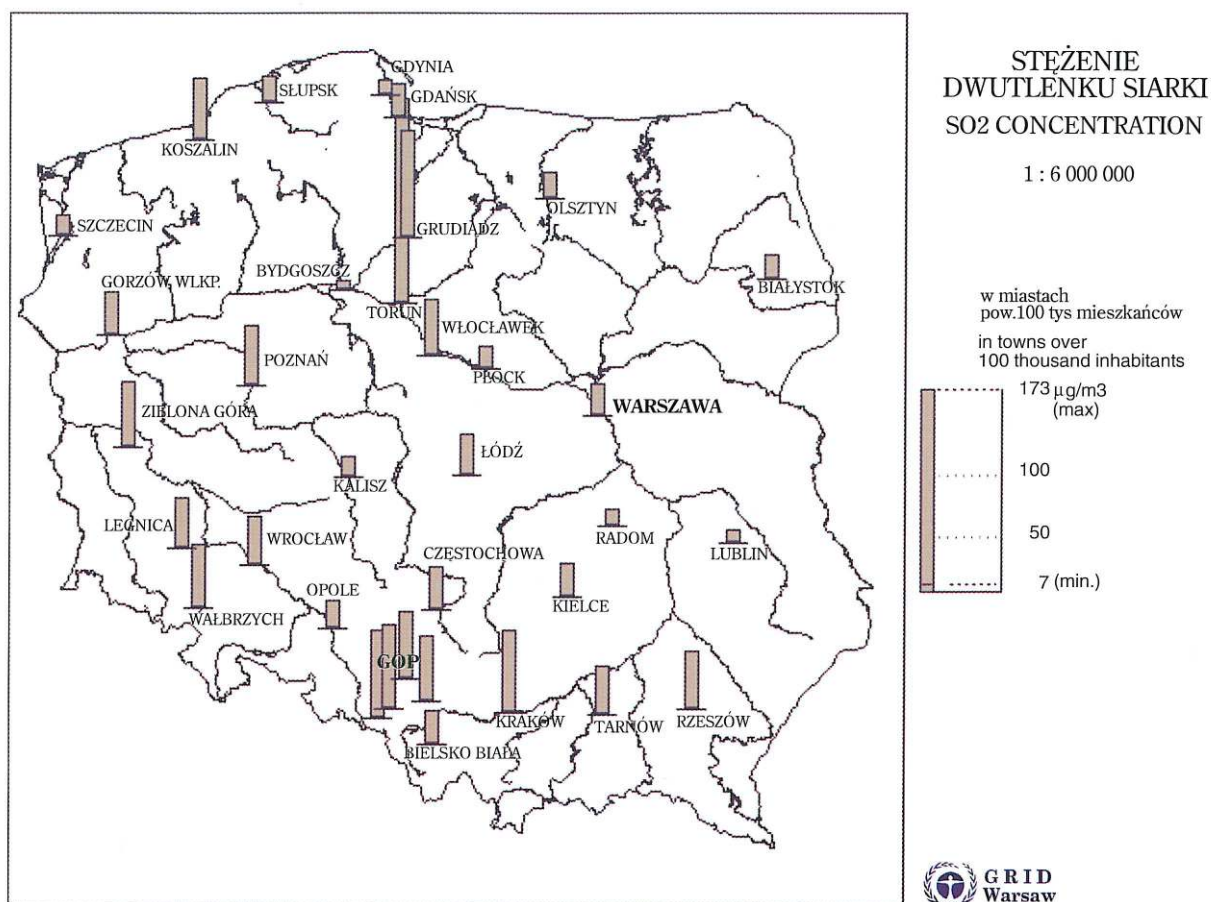 STĘŻENIE
DWUTLENKU SIARKI
SO2 CONCENTRATION
1 : 6 000 000
GDYNIA
SŁUPSK
GDAŃSK
KOSZALIN
OLSZTYN
SZCZECIN
GRUDIADZ
BYDGOSZCZ
BIAŁYSTOK
GORZÓW WLKP.
TORUN
WŁOCŁAWEK
POZNAŃ
PŁOCK
ZIELONA GÓRA
WARSZAWA
ŁÓDŹ
KALISZ
LEGNICA
WROCŁAW
RADOM
LUBLIN
CZĘSTOCHOWA
OPOLE
KIELCE
WAŁBRZYCH
GOP
KRAKÓW
TARNÓW
RZESZÓW
BIELSKO BIAŁA
w miastach
pow.100 tys mieszkańców
in towns over
100 thousand inhabitants
173 µg/m3
(max)
100
50
7 (min.)
GRID
Warsaw